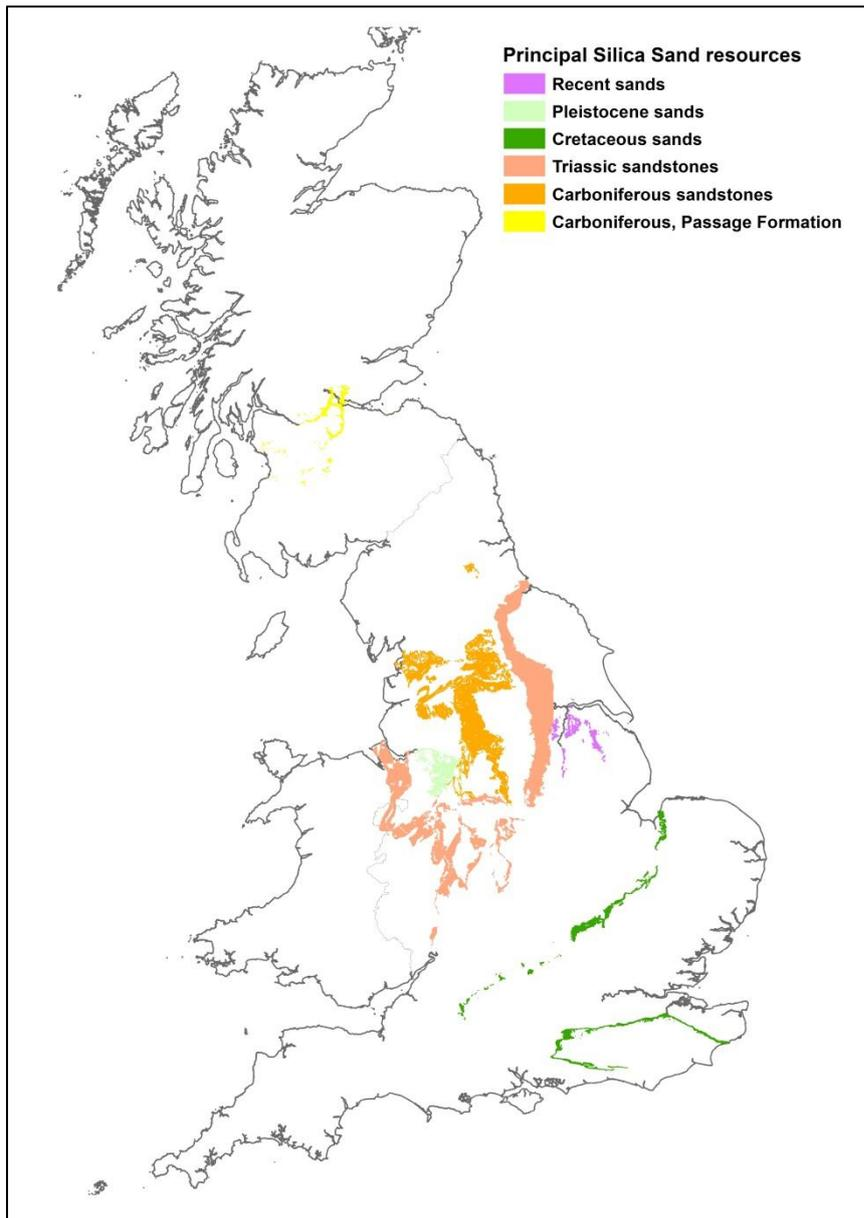 Principal Silica Sand resources
Recent sands
Pleistocene sands
Cretaceous sands
Triassic sandstones
Carboniferous sandstones
Carboniferous, Passage Formation